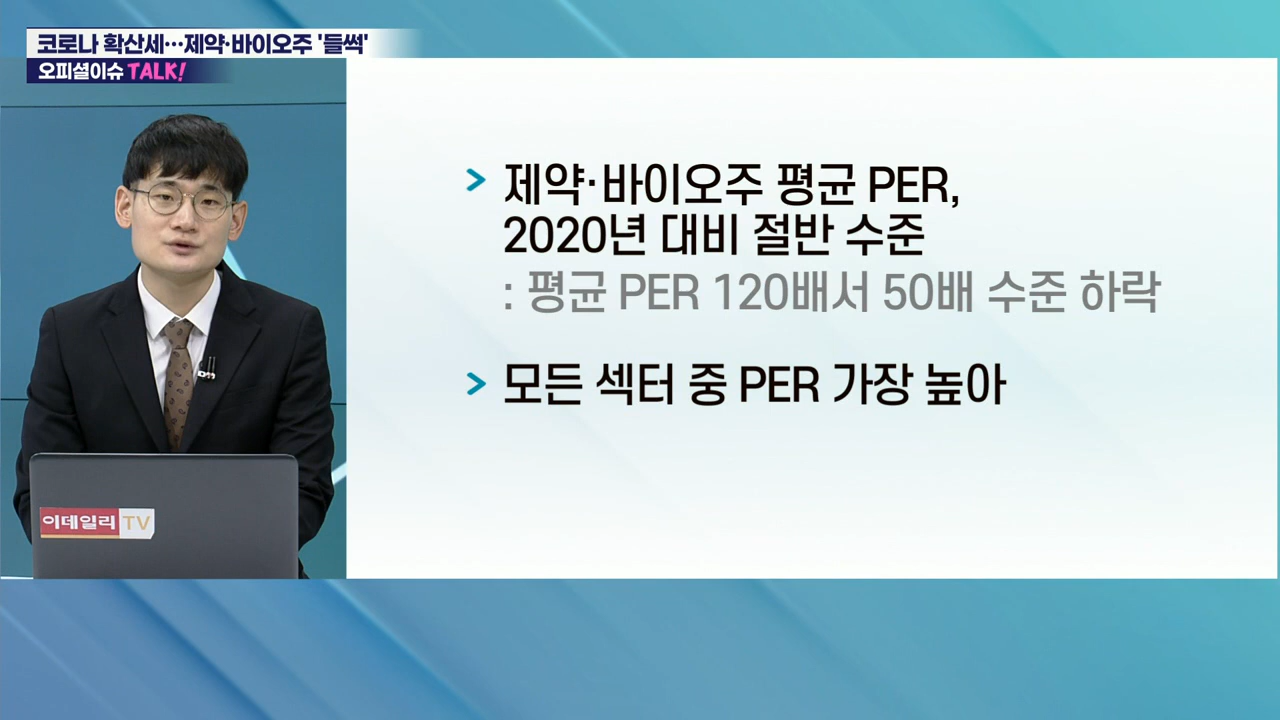 코로나 확산세…제약·바이오주 '들썩'
오피셜이슈 TALK!
> 제약·바이오주 평균 PER,
2020년 대비 절반 수준
: 평균 PER 120배서 50배 수준 하락
> 모든 섹터 중 PER 가장 높아
이데일리 TV